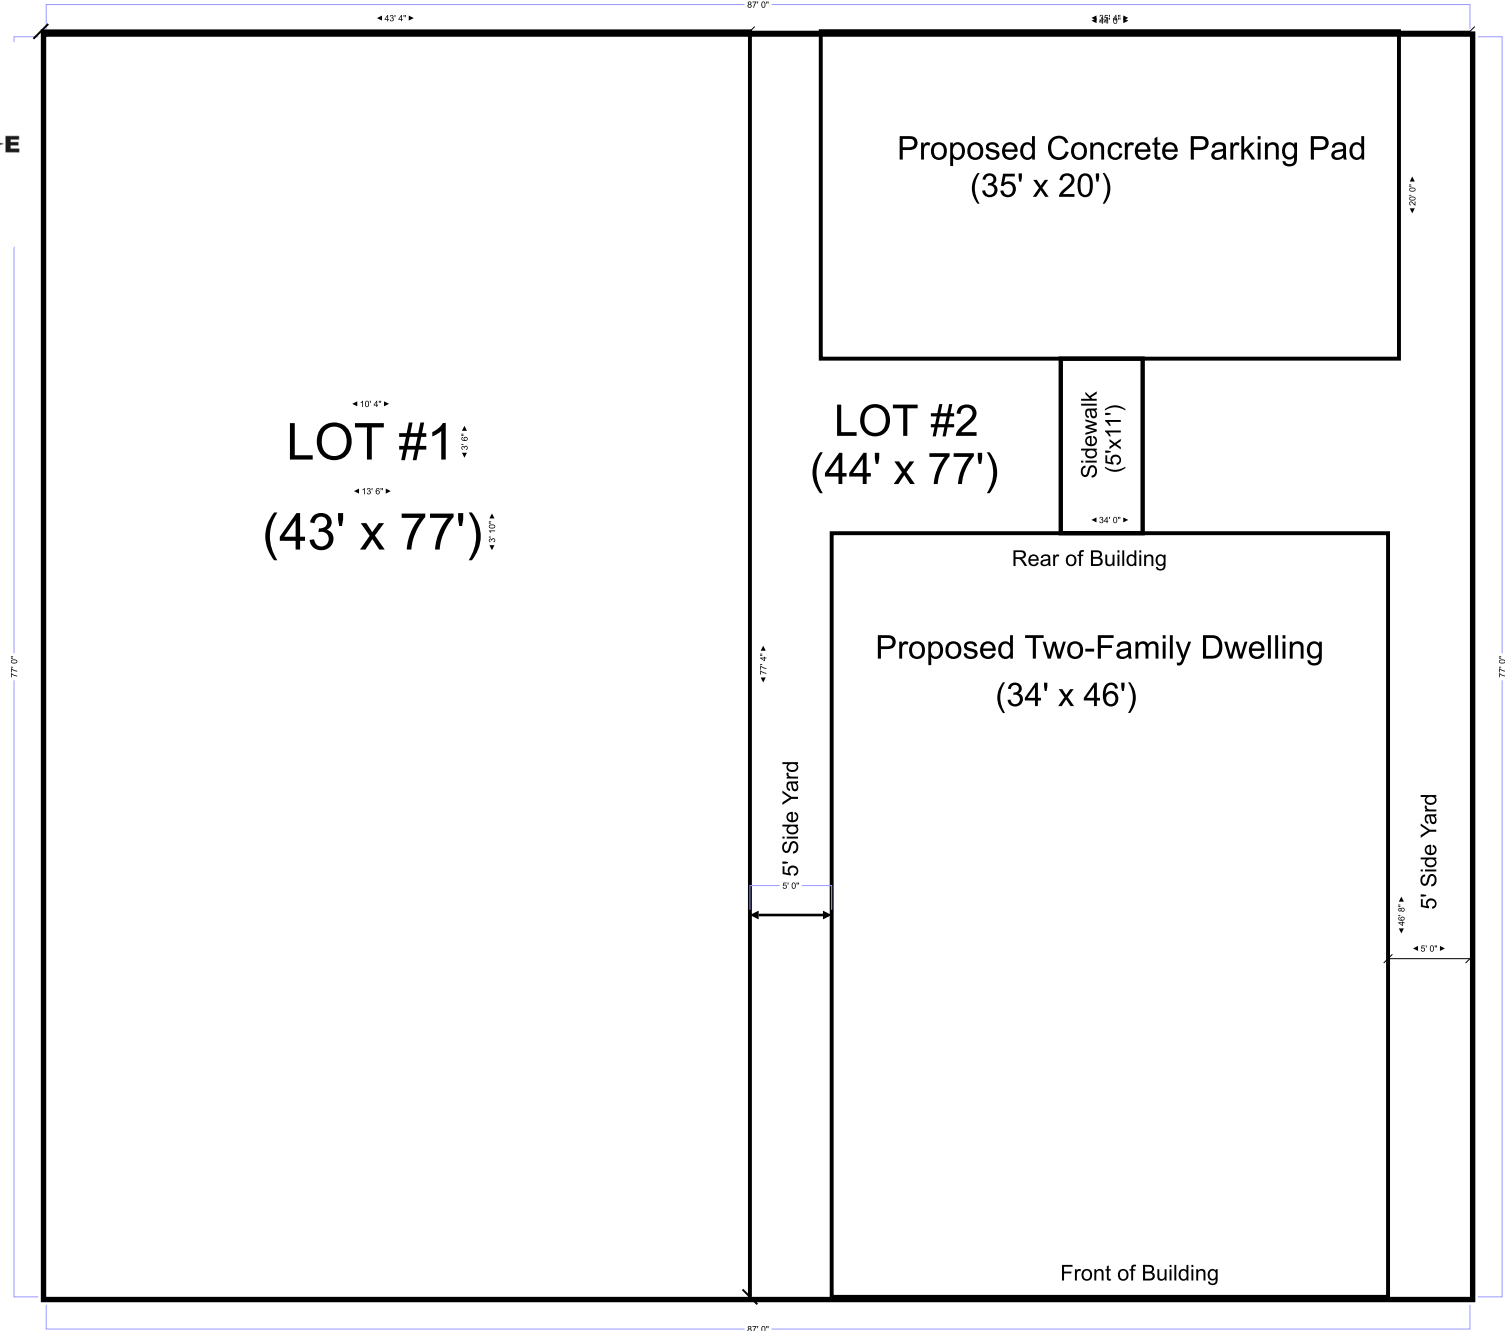 87' 0"
43' 4"
E
Proposed Concrete Parking Pad
(35' x 20')
20' 0"
10' 4"
LOT #1
3' 6"
13' 6"
(43' x 77')
3' 10"
LOT #2
(44' x 77')
Sidewalk
(5'x11')
34' 0"
Rear of Building
Proposed Two-Family Dwelling
(34' x 46')
77' 0"
77' 4"
77' 0"
5' Side Yard
5' 0"
5' Side Yard
46' 8"
5' 0"
Front of Building
87' 0"